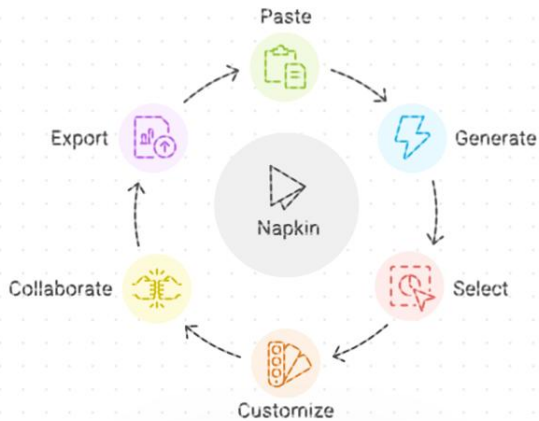 Paste
Generate
Select
Customize
Collaborate
Export
Napkin